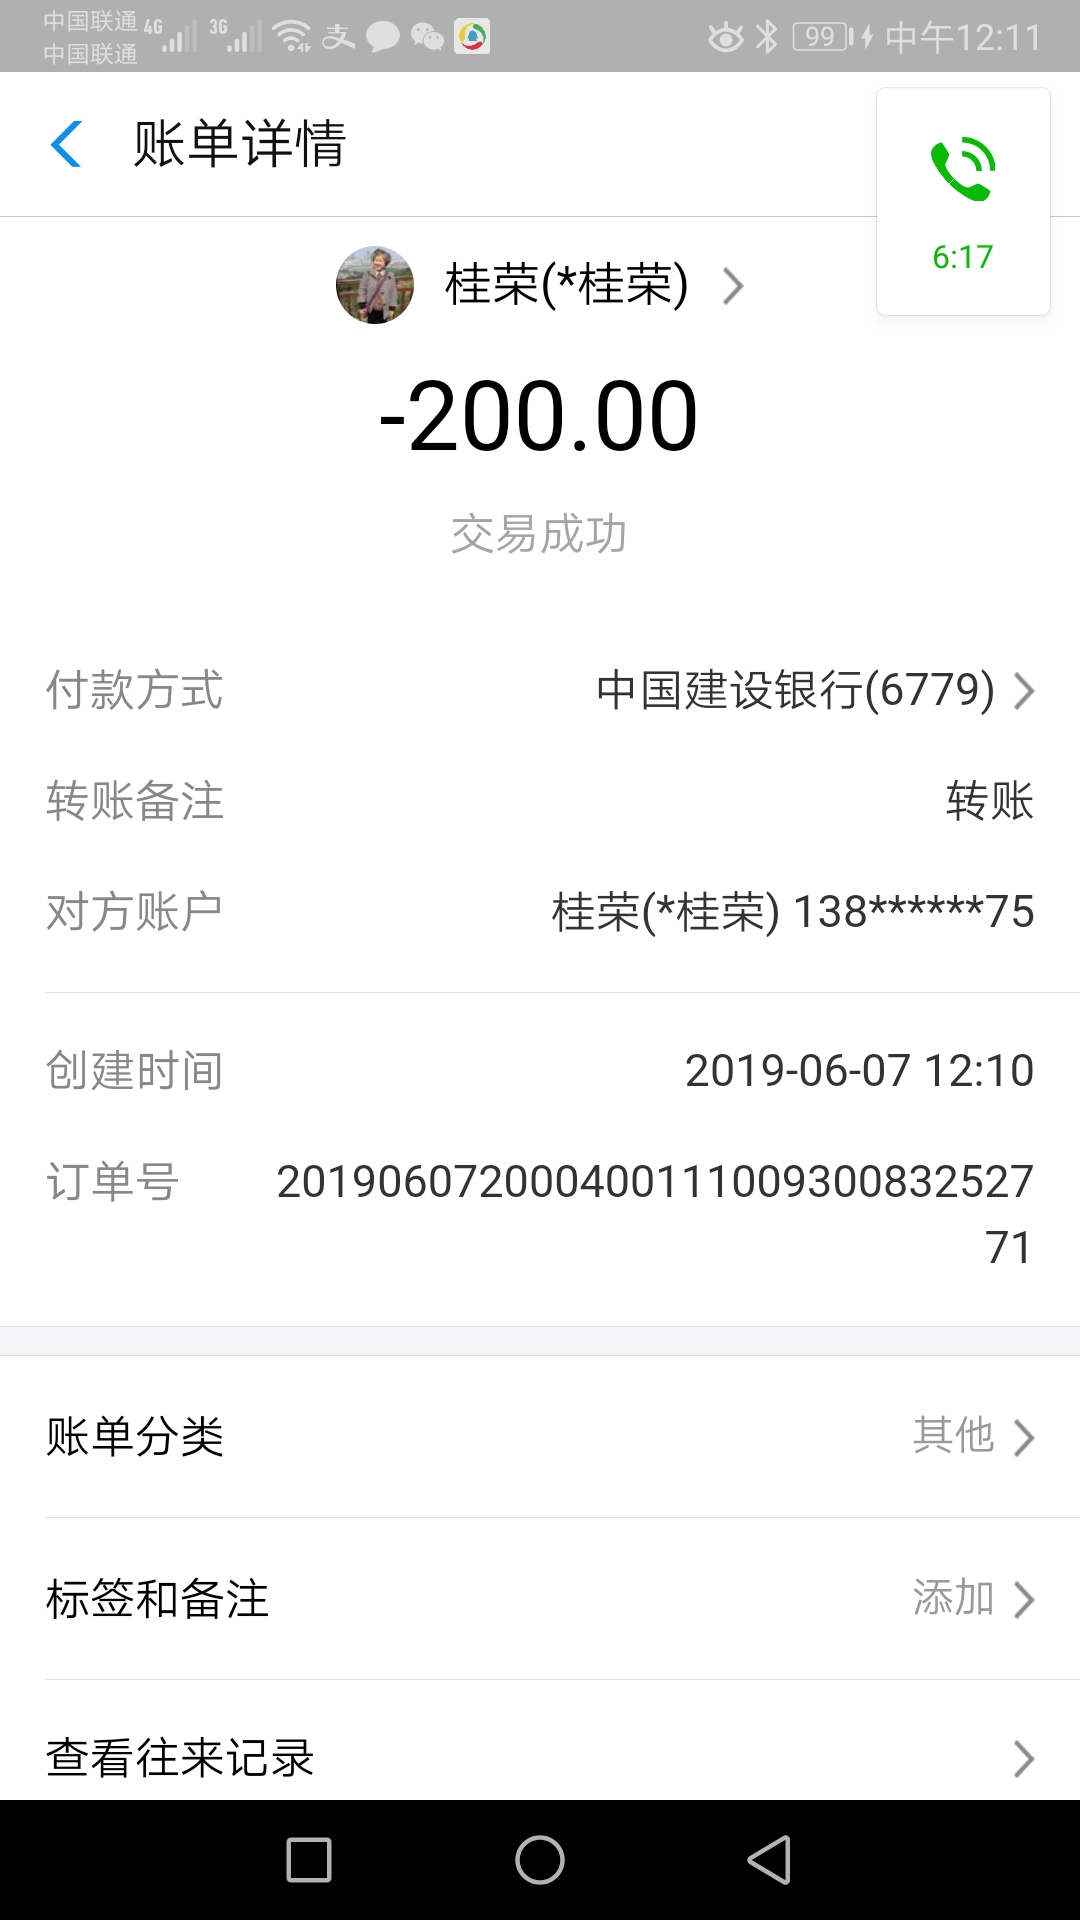 中国联通 4G 3G 99 中午12:11
中国联通
账单详情
6:17
桂荣(*桂荣)
-200.00
交易成功
付款方式 中国建设银行(6779)
转账备注 转账
对方账户 桂荣(*桂荣) 138******75
创建时间 2019-06-07 12:10
订单号 201906072000400111009300832527
71
账单分类 其他
标签和备注 添加
查看往来记录